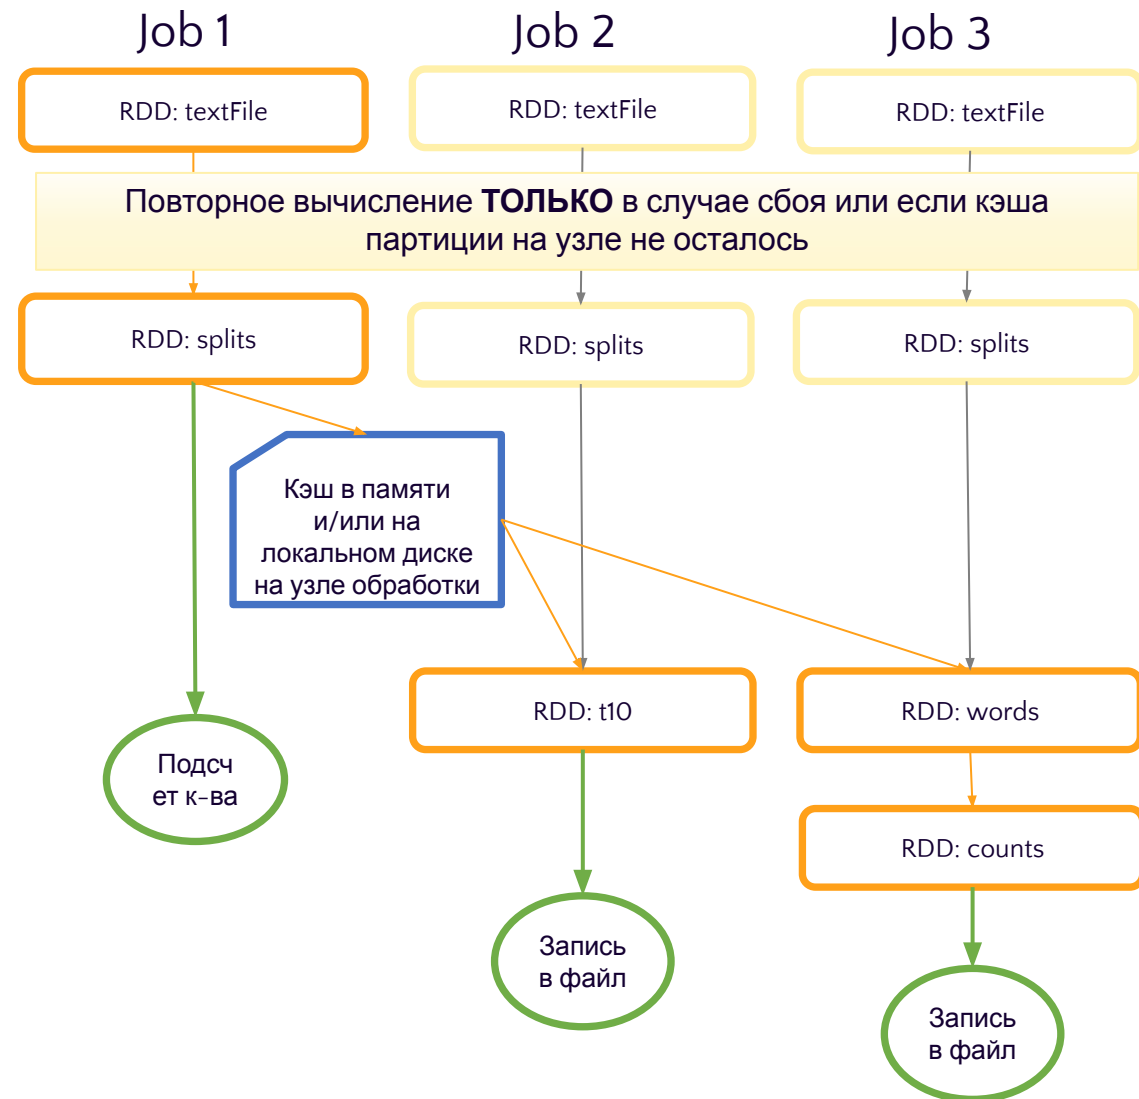 Job 1
Job 2
Job 3
RDD: textFile
RDD: textFile
RDD: textFile
Повторное вычисление ТОЛЬКО в случае сбоя или если кэша
партиции на узле не осталось
RDD: splits
RDD: splits
RDD: splits
Кэш в памяти
и/или на
локальном диске
на узле обработки
RDD: t10
RDD: words
Подсч
ет к-ва
RDD: counts
Запись
в файл
Запись
в файл